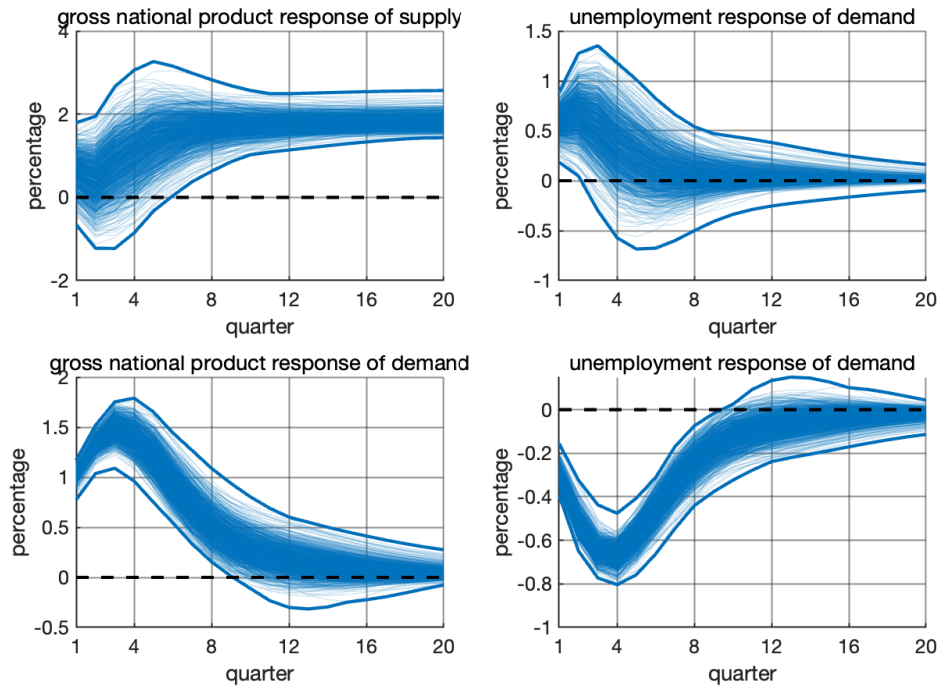 gross national product response of supply
percentage
4
2
0
-2
1 4 8 12 16 20
quarter
unemployment response of demand
percentage
1.5
1
0.5
0
-0.5
-1
1 4 8 12 16 20
quarter
gross national product response of demand
percentage
2
1.5
1
0.5
0
-0.5
1 4 8 12 16 20
quarter
unemployment response of demand
percentage
0
-0.2
-0.4
-0.6
-0.8
-1
1 4 8 12 16 20
quarter